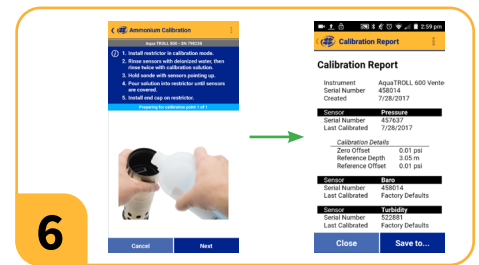 Ammonium Calibration
Aqua TROLL 600 - SN 798238
1. Install restrictor in calibration mode.
2. Rinse sensors with deionized water, then
rinse twice with calibration solution.
3. Hold sonde with sensors pointing up.
4. Pour solution into restrictor until sensors
are covered.
5. Install end cap on restrictor.
Preparing for calibration point 1 of 1
Cancel Next
2:59 pm
Calibration Report
Calibration Report
Instrument AquaTROLL 600 Vente
Serial Number 458014
Created 7/28/2017
Sensor Pressure
Serial Number 457637
Last Calibrated 7/28/2017
Calibration Details
Zero Offset 0.01 psi
Reference Depth 3.05 m
Reference Offset 0.01 psi
Sensor Baro
Serial Number 458014
Last Calibrated Factory Defaults
Sensor Turbidity
Serial Number 522881
Last Calibrated Factory Defaults
Close Save to...
6